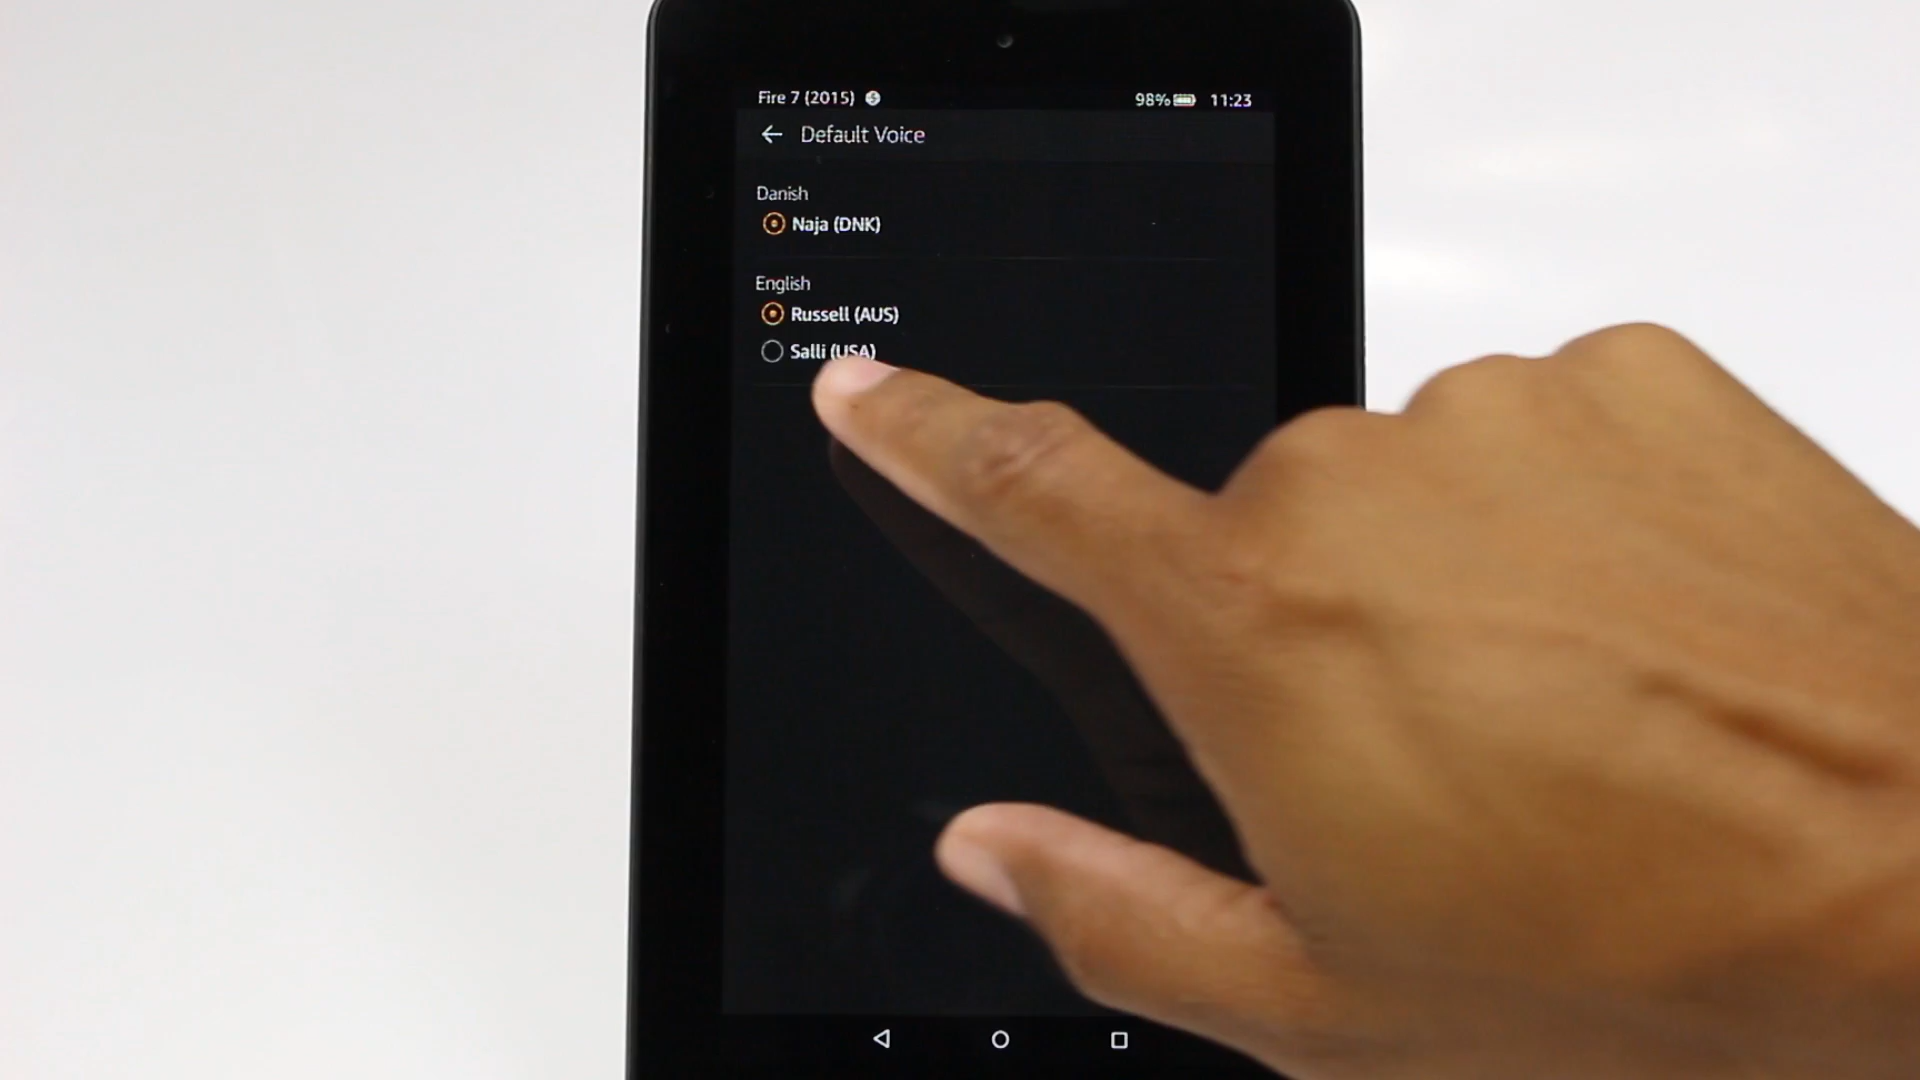 Fire 7 (2015) 98% 11:23
Default Voice
Danish
Naja (DNK)
English
Russell (AUS)
Salli (USA)